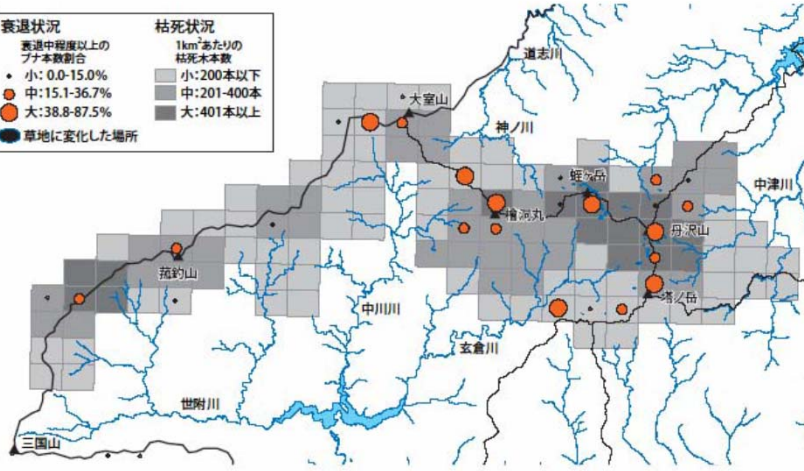 衰退状況
衰退中程度以上の
ブナ本数割合
小: 0.0-15.0%
中: 15.1-36.7%
大: 38.8-87.5%
草地に変化した場所
枯死状況
1km²あたりの
枯死木本数
小: 200本以下
中: 201-400本
大: 401本以上
道志川
大室山
神ノ川
蛭ヶ岳
中津川
檜洞丸
丹沢山
菰釣山
塔ノ岳
中川川
玄倉川
世附川
三国山